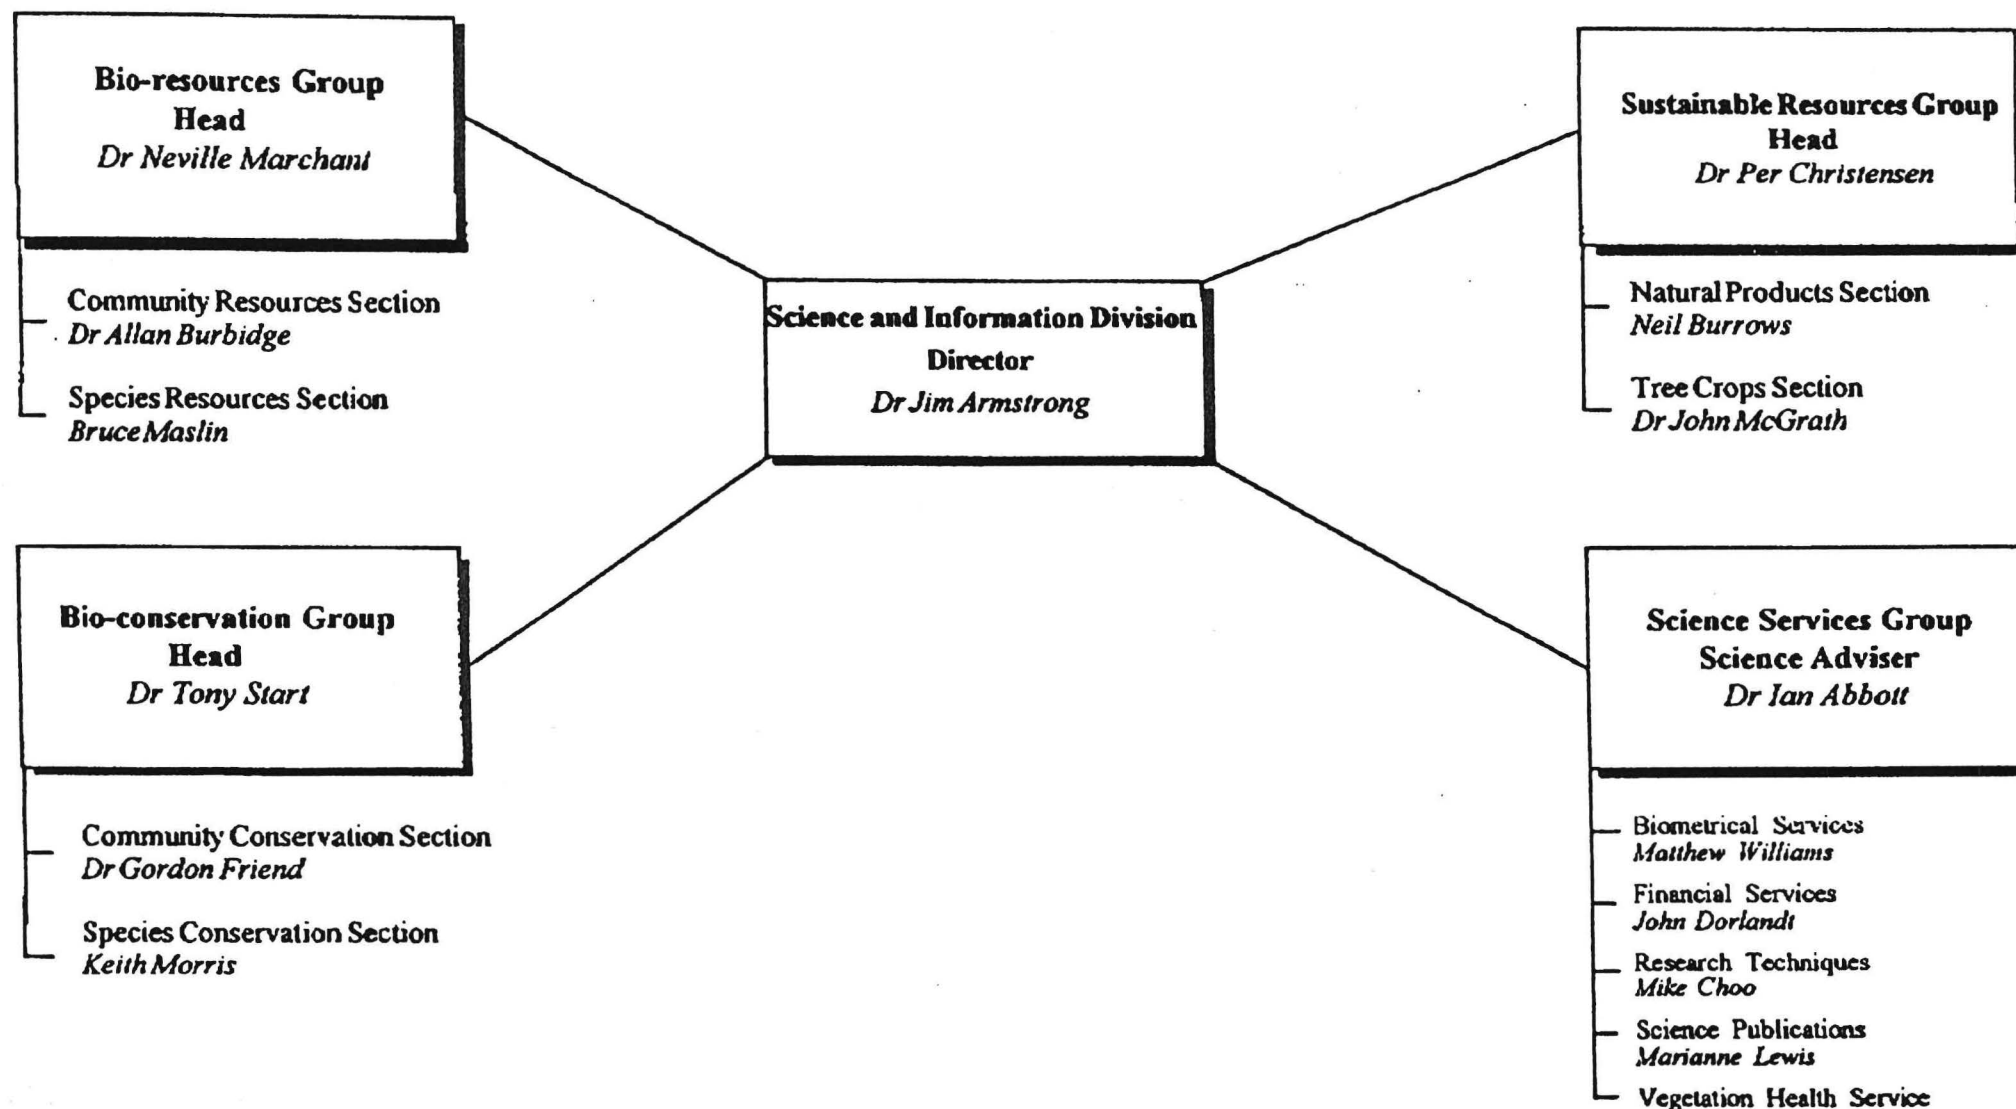 Bio-resources Group
Head
Dr Neville Marchant
Community Resources Section
Dr Allan Burbidge
Species Resources Section
Bruce Maslin
Science and Information Division
Director
Dr Jim Armstrong
Sustainable Resources Group
Head
Dr Per Christensen
Natural Products Section
Neil Burrows
Tree Crops Section
Dr John McGrath
Bio-conservation Group
Head
Dr Tony Start
Community Conservation Section
Dr Gordon Friend
Species Conservation Section
Keith Morris
Science Services Group
Science Adviser
Dr Ian Abbott
Biometrical Services
Matthew Williams
Financial Services
John Dorlandt
Research Techniques
Mike Choo
Science Publications
Marianne Lewis
Vegetation Health Service